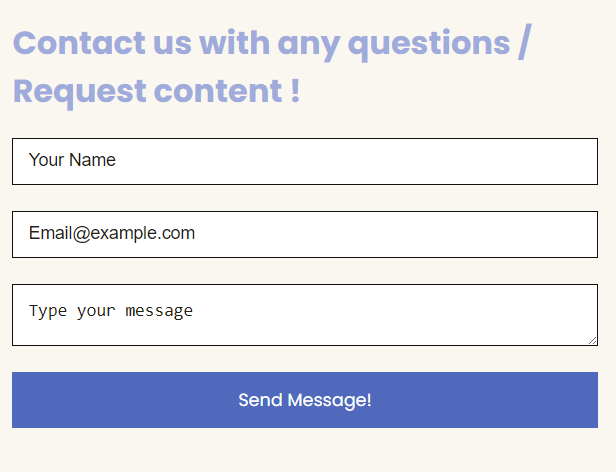 Contact us with any questions /
Request content !
Your Name
Email@example.com
Type your message
Send Message!